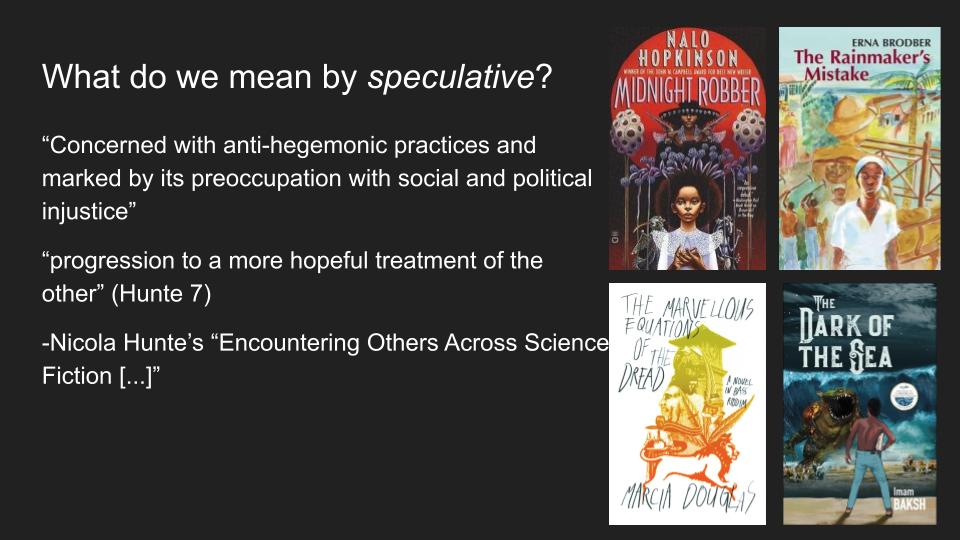 What do we mean by speculative?
“Concerned with anti-hegemonic practices and
marked by its preoccupation with social and political
injustice”
“progression to a more hopeful treatment of the
other” (Hunte 7)
-Nicola Hunte’s “Encountering Others Across Science
Fiction [...]”
NALO
HOPKINSON
WINNER OF THE JOHN W. CAMPBELL AWARD FOR BEST NEW WRITER
MIDNIGHT ROBBER
ERNA BRODBER
The Rainmaker’s
Mistake
THE MARVELLOUS
EQUATIONS
OF THE
DREAD
A NOVEL
IN BASS
RIDDIM
MARCIA DOUGLAS
THE
DARK OF
THE SEA
Imam
BAKSH